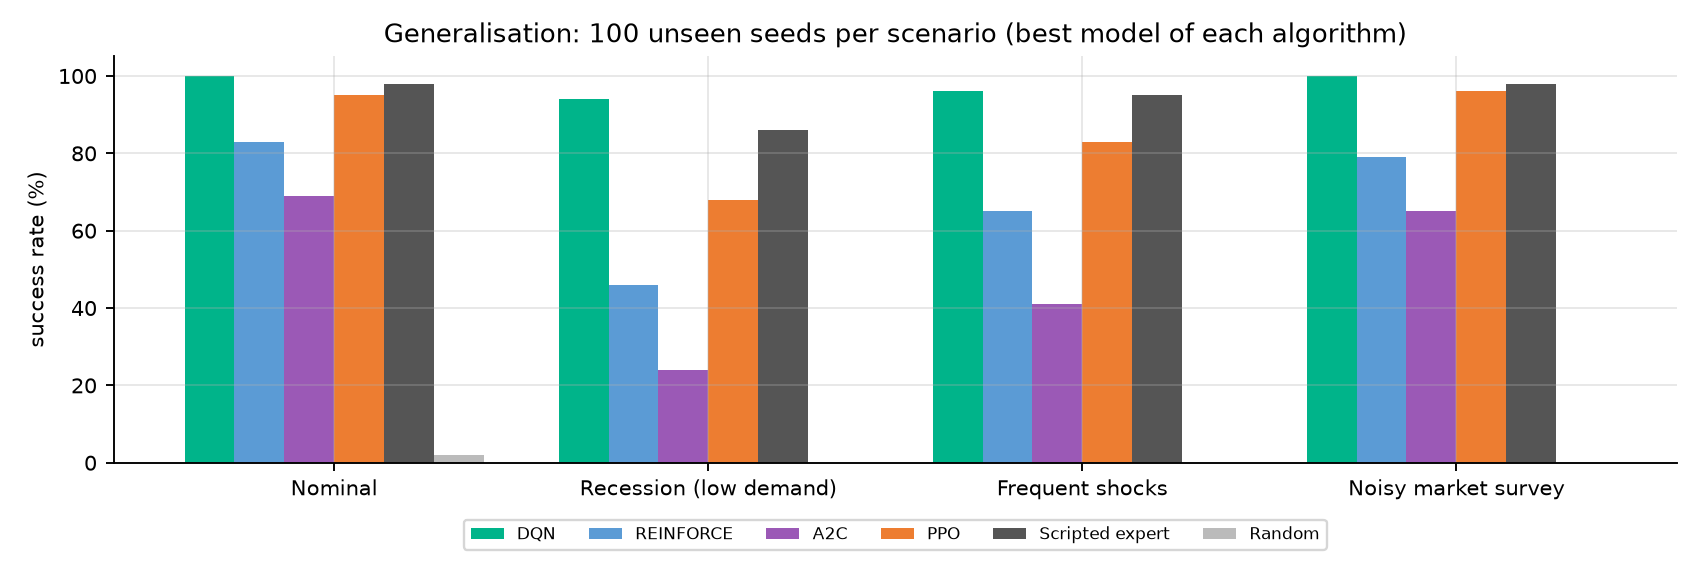 Generalisation: 100 unseen seeds per scenario (best model of each algorithm)
success rate (%)
100
80
60
40
20
0
Nominal
Recession (low demand)
Frequent shocks
Noisy market survey
DQN
REINFORCE
A2C
PPO
Scripted expert
Random